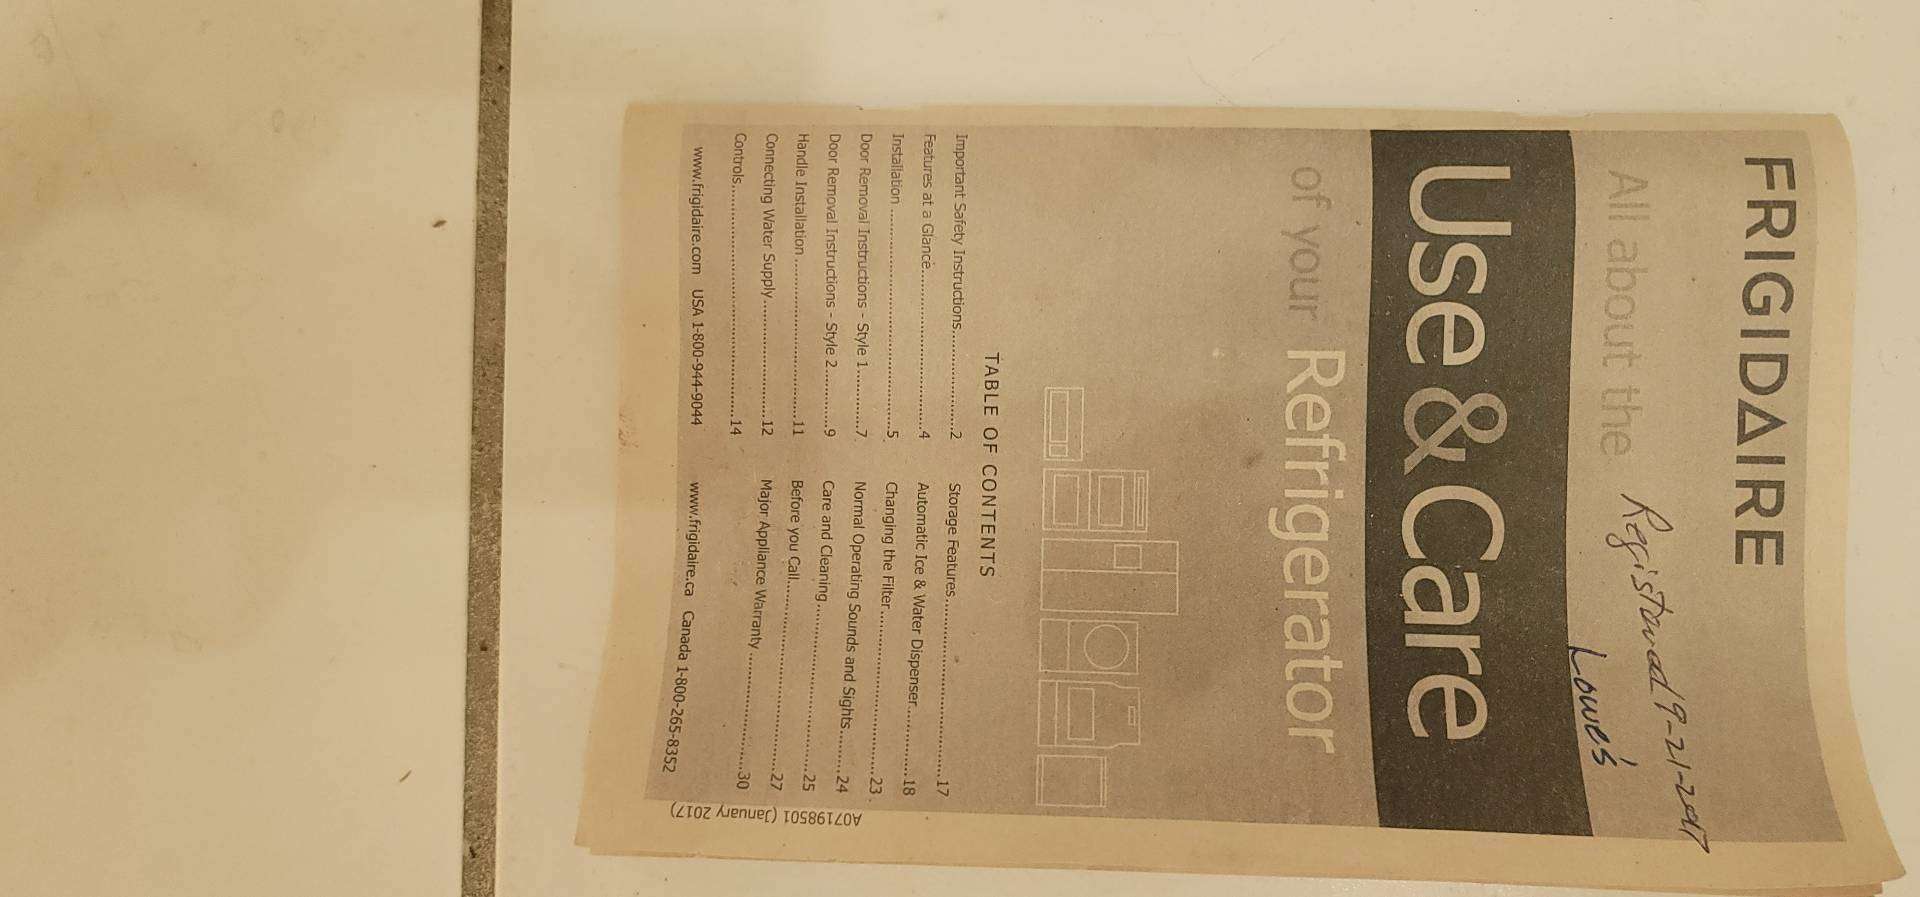 FRIGIDAIRE
All about the
Registered 9-21-2017
Lowe's
Use & Care
of your Refrigerator
TABLE OF CONTENTS
Important Safety Instructions.................2
Features at a Glance..........................4
Installation .................................5
Door Removal Instructions - Style 1...........7
Door Removal Instructions - Style 2...........9
Handle Installation .........................11
Connecting Water Supply......................12
Controls.....................................14
Storage Features.............................17
Automatic Ice & Water Dispenser..............18
Changing the Filter..........................23
Normal Operating Sounds and Sights...........24
Care and Cleaning............................25
Before you Call..............................27
Major Appliance Warranty ....................30
www.frigidaire.com USA 1-800-944-9044
www.frigidaire.ca Canada 1-800-265-8352
A07198501 (January 2017)